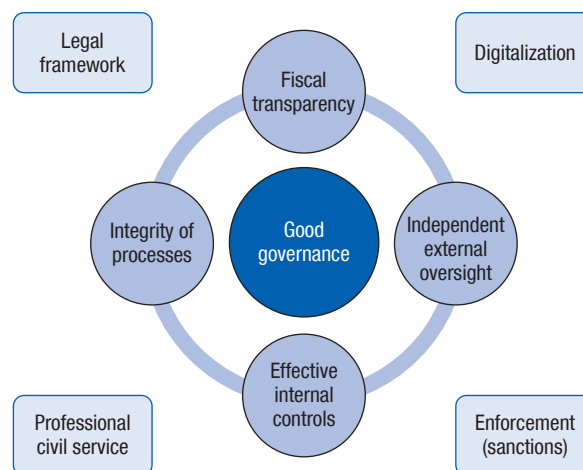 Legal
framework
Digitalization
Fiscal
transparency
Integrity of
processes
Good
governance
Independent
external
oversight
Effective
internal
controls
Professional
civil service
Enforcement
(sanctions)